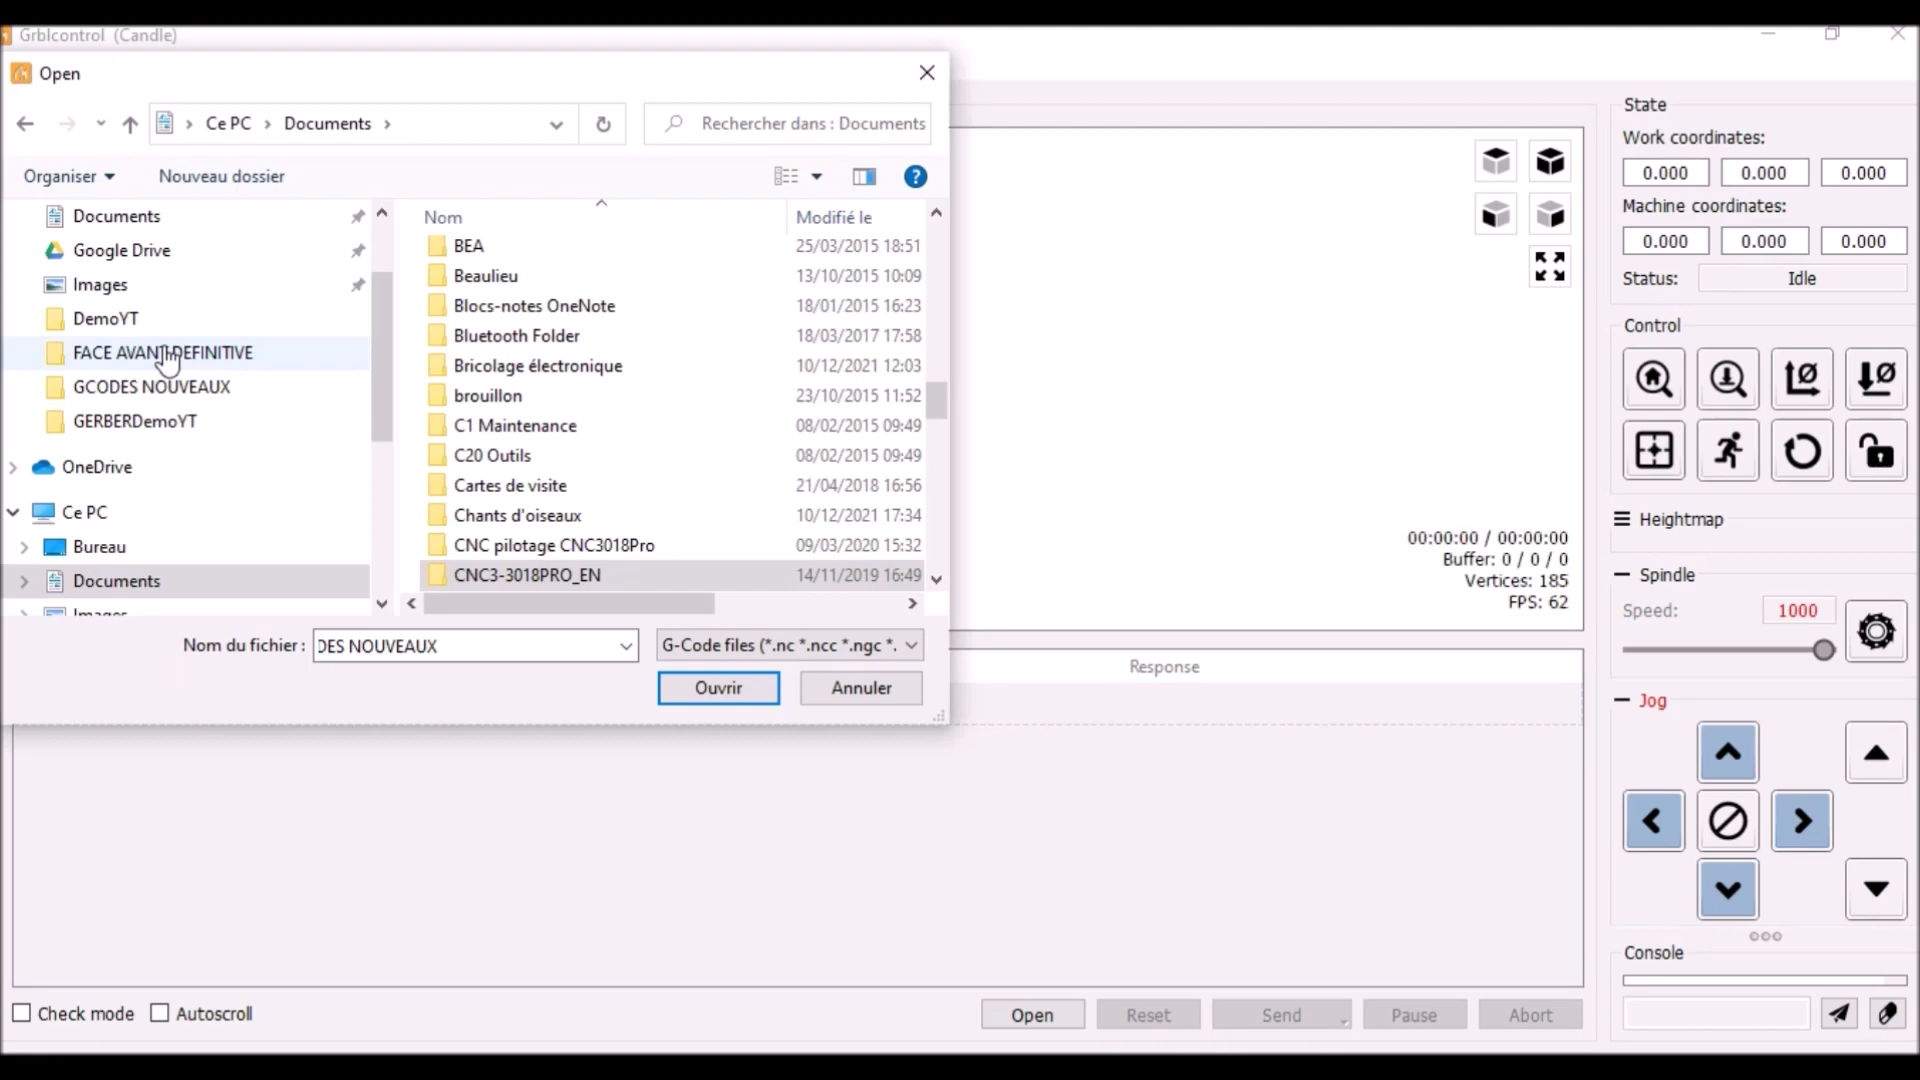 Grblcontrol (Candle)
Open
Ce PC
Documents
Rechercher dans : Documents
Organiser
Nouveau dossier
Documents
Google Drive
Images
DemoYT
FACE AVANT DEFINITIVE
GCODES NOUVEAUX
GERBERDemoYT
OneDrive
Ce PC
Bureau
Documents
Images
Nom Modifié le
BEA 25/03/2015 18:51
Beaulieu 13/10/2015 10:09
Blocs-notes OneNote 18/01/2015 16:23
Bluetooth Folder 18/03/2017 17:58
Bricolage électronique 10/12/2021 12:03
brouillon 23/10/2015 11:52
C1 Maintenance 08/02/2015 09:49
C20 Outils 08/02/2015 09:49
Cartes de visite 21/04/2018 16:56
Chants d'oiseaux 10/12/2021 17:34
CNC pilotage CNC3018Pro 09/03/2020 15:32
CNC3-3018PRO_EN 14/11/2019 16:49
Nom du fichier : DES NOUVEAUX
G-Code files (*.nc *.ncc *.ngc *.
Ouvrir
Annuler
00:00:00 / 00:00:00
Buffer: 0 / 0 / 0
Vertices: 185
FPS: 62
Response
Check mode
Autoscroll
Open
Reset
Send
Pause
Abort
State
Work coordinates:
0.000 0.000 0.000
Machine coordinates:
0.000 0.000 0.000
Status: Idle
Control
Heightmap
Spindle
Speed: 1000
Jog
Console